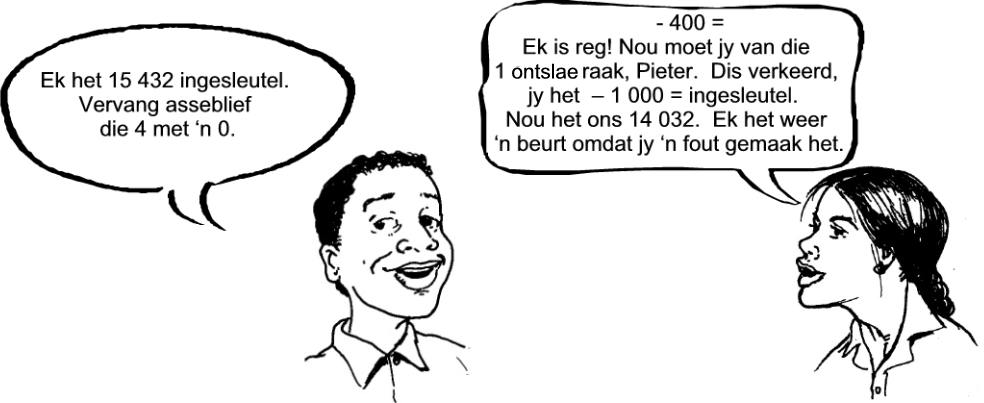 Ek het 15 432 ingesleutel.
Vervang asseblief
die 4 met ‘n 0.
- 400 =
Ek is reg! Nou moet jy van die
1 ontslae raak, Pieter. Dis verkeerd,
jy het – 1 000 = ingesleutel.
Nou het ons 14 032. Ek het weer
‘n beurt omdat jy ‘n fout gemaak het.